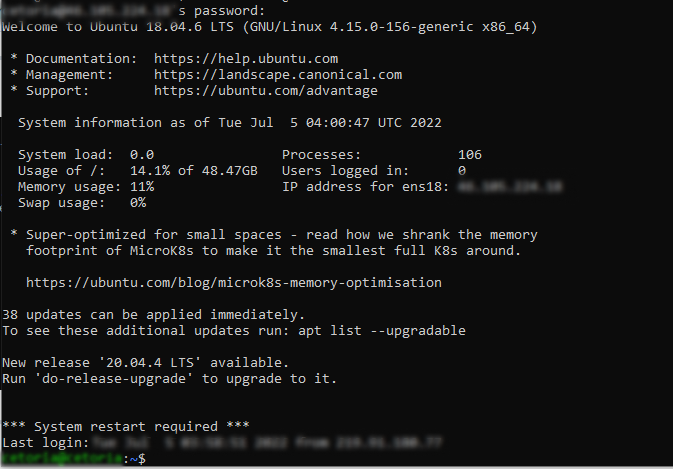 's password:
Welcome to Ubuntu 18.04.6 LTS (GNU/Linux 4.15.0-156-generic x86_64)
* Documentation: https://help.ubuntu.com
* Management: https://landscape.canonical.com
* Support: https://ubuntu.com/advantage
System information as of Tue Jul 5 04:00:47 UTC 2022
System load: 0.0 Processes: 106
Usage of /: 14.1% of 48.47GB Users logged in: 0
Memory usage: 11% IP address for ens18:
Swap usage: 0%
* Super-optimized for small spaces - read how we shrank the memory
footprint of MicroK8s to make it the smallest full K8s around.
https://ubuntu.com/blog/microk8s-memory-optimisation
38 updates can be applied immediately.
To see these additional updates run: apt list --upgradable
New release '20.04.4 LTS' available.
Run 'do-release-upgrade' to upgrade to it.
*** System restart required ***
Last login:
:~$